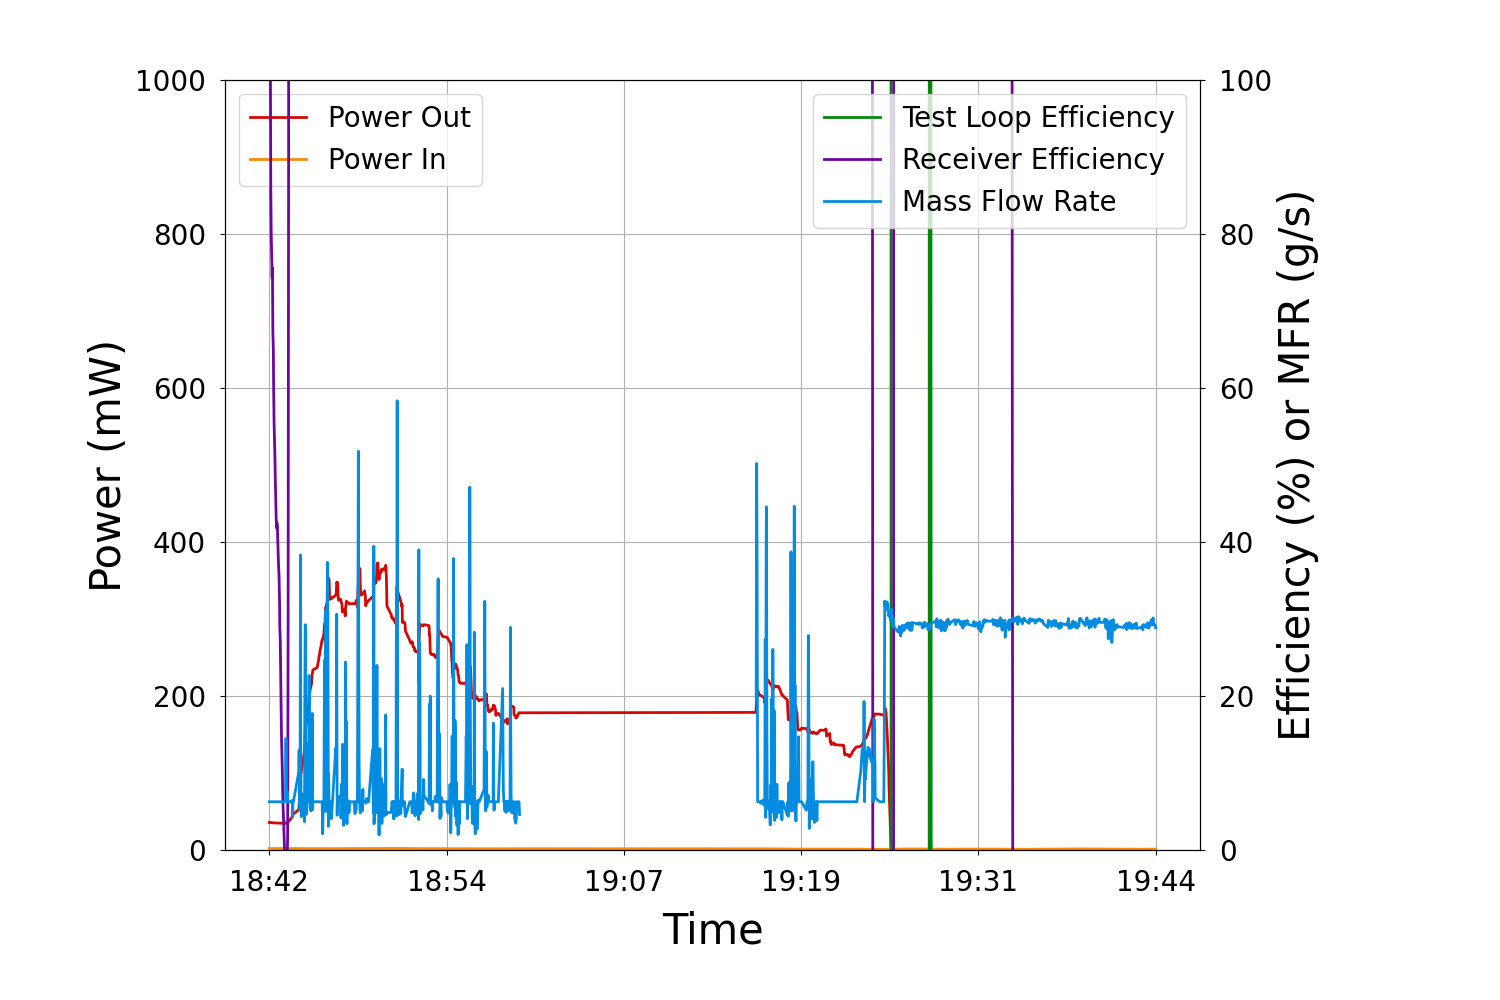 1000
800
600
400
200
0
Power (mW)
Power Out
Power In
Test Loop Efficiency
Receiver Efficiency
Mass Flow Rate
100
80
60
40
20
0
Efficiency (%) or MFR (g/s)
18:42
18:54
19:07
19:19
19:31
19:44
Time